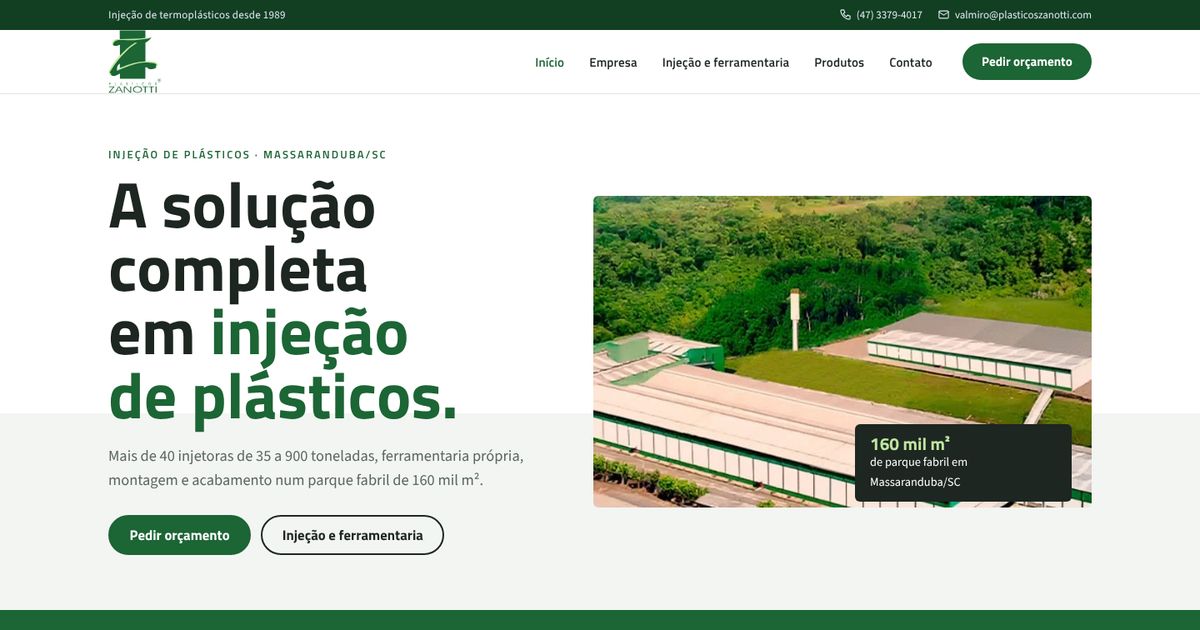 Injeção de termoplásticos desde 1989
(47) 3379-4017
valmiro@plasticoszanotti.com
ZANOTTI
Início
Empresa
Injeção e ferramentaria
Produtos
Contato
Pedir orçamento
INJEÇÃO DE PLÁSTICOS · MASSARANDUBA/SC
A solução
completa
em injeção
de plásticos.
Mais de 40 injetoras de 35 a 900 toneladas, ferramentaria própria,
montagem e acabamento num parque fabril de 160 mil m².
Pedir orçamento
Injeção e ferramentaria
160 mil m²
de parque fabril em
Massaranduba/SC